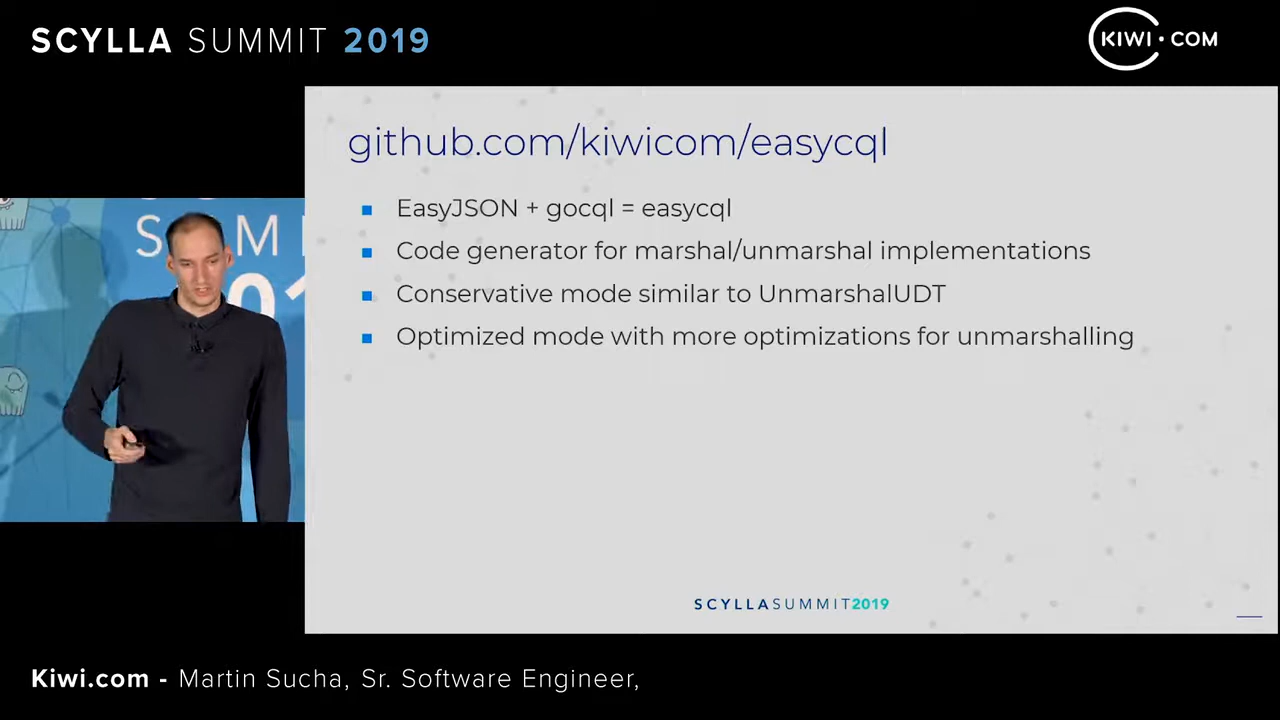 SCYLLA SUMMIT 2019
KIWI.COM
github.com/kiwicom/easycql
EasyJSON + gocql = easycql
Code generator for marshal/unmarshal implementations
Conservative mode similar to UnmarshalUDT
Optimized mode with more optimizations for unmarshalling
SUMMI
SCYLLASUMMIT2019
Kiwi.com - Martin Sucha, Sr. Software Engineer,